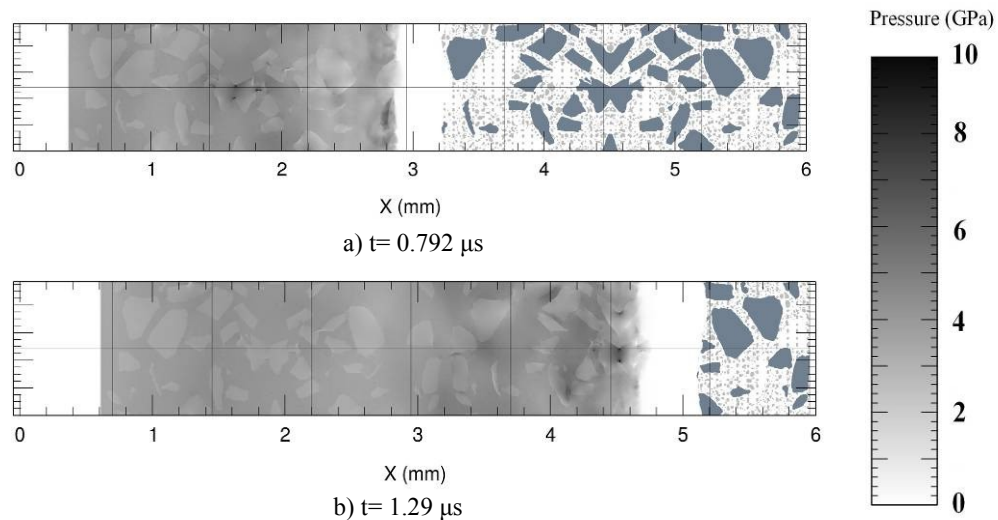 Pressure (GPa)
10
8
6
4
2
0
0 1 2 3 4 5 6
X (mm)
a) t= 0.792 μs
0 1 2 3 4 5 6
X (mm)
b) t= 1.29 μs